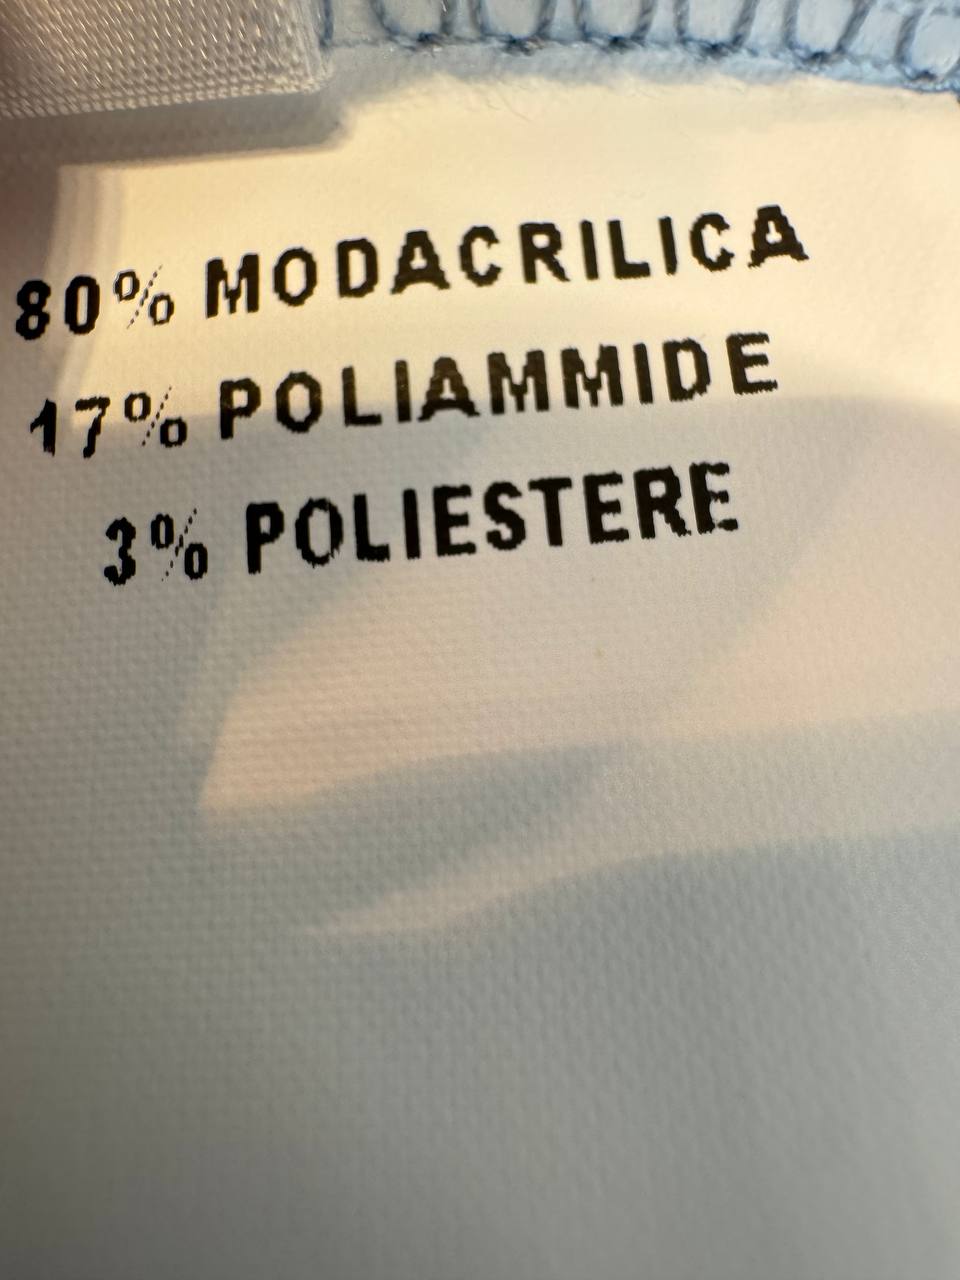 80% MODACRILICA
17% POLIAMMIDE
3% POLIESTERE